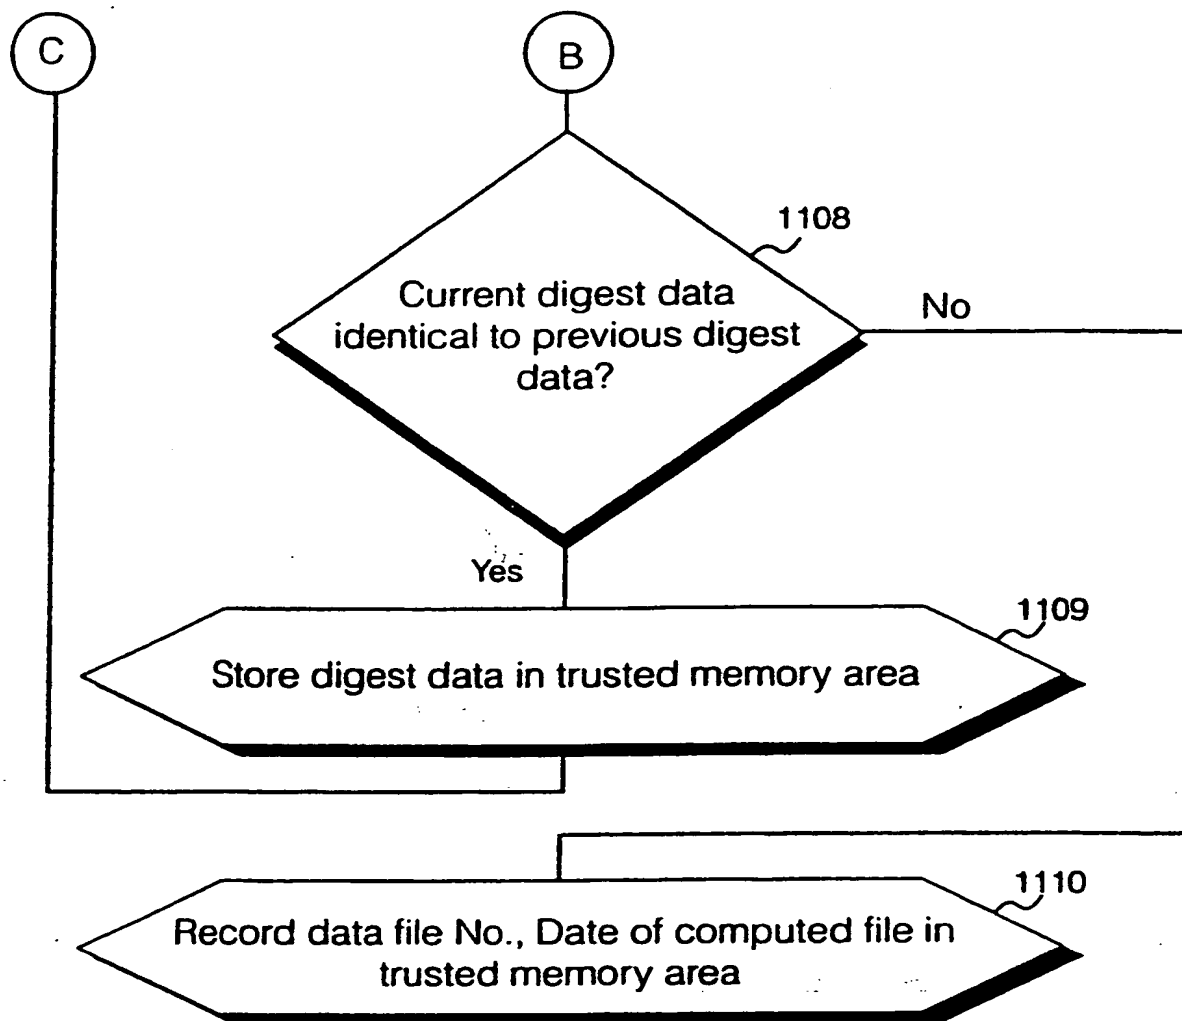 C
B
1108
Current digest data
identical to previous digest
data?
No
Yes
1109
Store digest data in trusted memory area
1110
Record data file No., Date of computed file in
trusted memory area